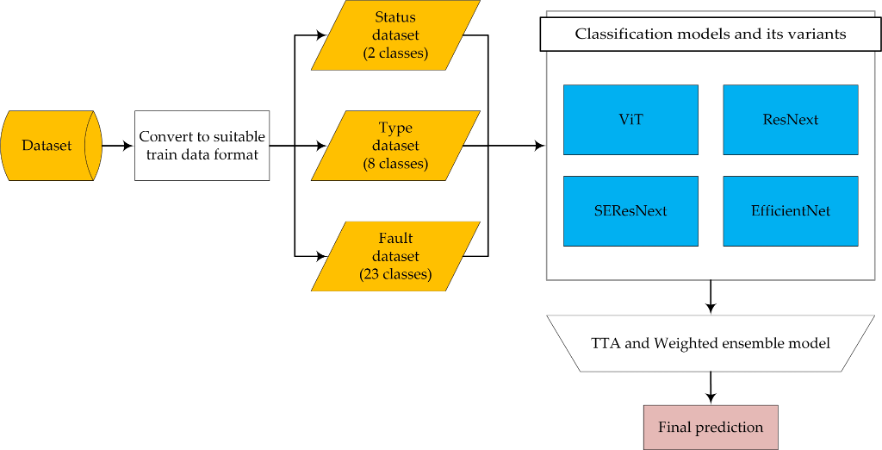 Dataset
Convert to suitable
train data format
Status
dataset
(2 classes)
Type
dataset
(8 classes)
Fault
dataset
(23 classes)
Classification models and its variants
ViT
ResNext
SEResNext
EfficientNet
TTA and Weighted ensemble model
Final prediction